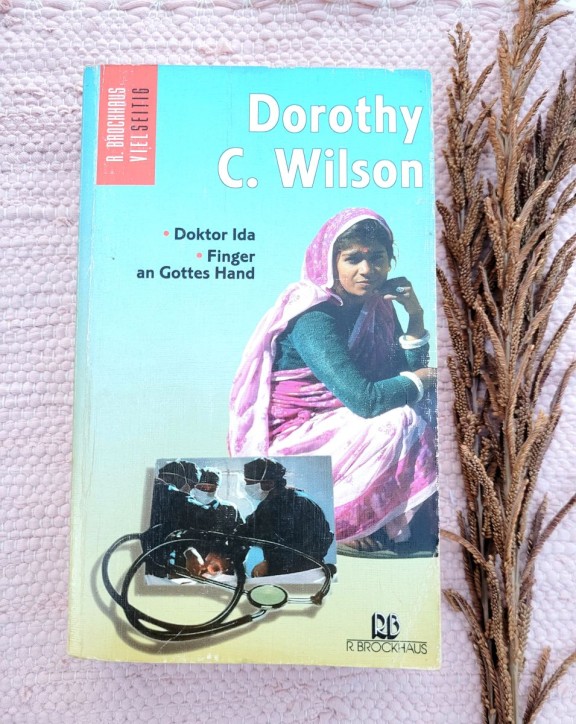 R. BROCKHAUS
VIELSEITIG
Dorothy
C. Wilson
• Doktor Ida
• Finger
an Gottes Hand
RB
R. BROCKHAUS